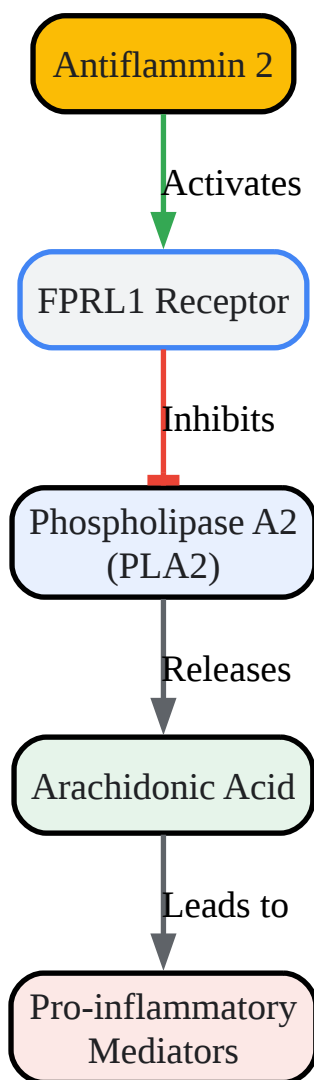 Antiflammin 2
Activates
FPRL1 Receptor
Inhibits
Phospholipase A2
(PLA2)
Releases
Arachidonic Acid
Leads to
Pro-inflammatory
Mediators